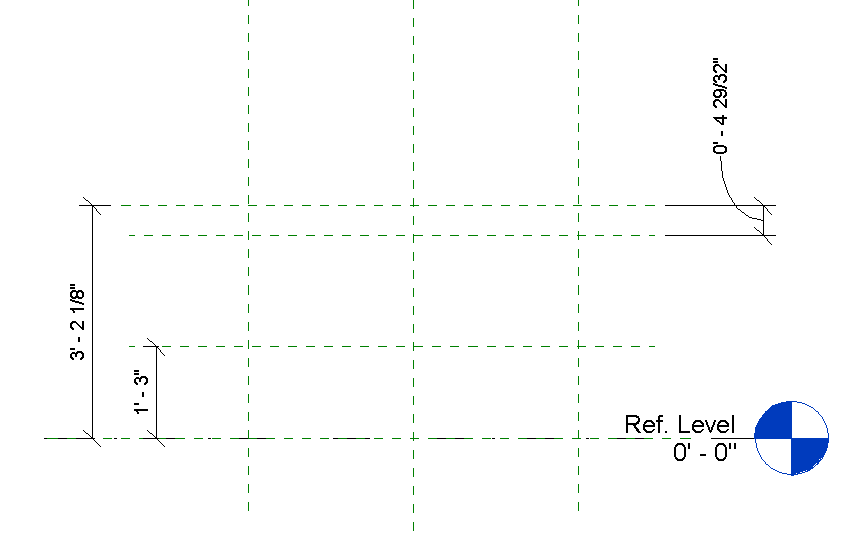 0' - 4 29/32"
3' - 2 1/8"
1' - 3"
Ref. Level
0' - 0"